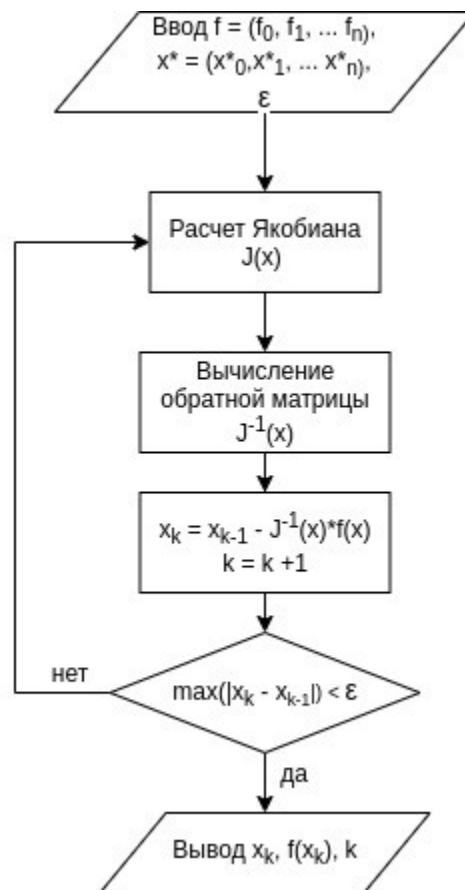 Ввод f = (f₀, f₁, ... fₙ),
x* = (x*₀,x*₁, ... x*ₙ₎,
ε
Расчет Якобиана
J(x)
Вычисление
обратной матрицы
J⁻¹(x)
xₖ = xₖ₋₁ - J⁻¹(x)*f(x)
k = k +1
нет
max(|xₖ - xₖ₋₁|) < ε
да
Вывод xₖ, f(xₖ), k